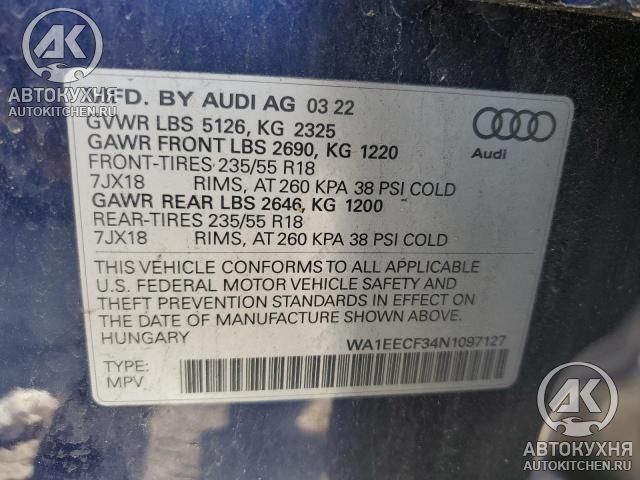 АК
АВТОКУХНЯ
AUTOKITCHEN.RU
MFD. BY AUDI AG 03 22
GVWR LBS 5126, KG 2325
GAWR FRONT LBS 2690, KG 1220
FRONT-TIRES 235/55 R18
7JX18 RIMS, AT 260 KPA 38 PSI COLD
GAWR REAR LBS 2646, KG 1200
REAR-TIRES 235/55 R18
7JX18 RIMS, AT 260 KPA 38 PSI COLD
Audi
THIS VEHICLE CONFORMS TO ALL APPLICABLE
U.S. FEDERAL MOTOR VEHICLE SAFETY AND
THEFT PREVENTION STANDARDS IN EFFECT ON
THE DATE OF MANUFACTURE SHOWN ABOVE.
HUNGARY WA1EECF34N1097127
TYPE:
MPV
АК
АВТОКУХНЯ
AUTOKITCHEN.RU